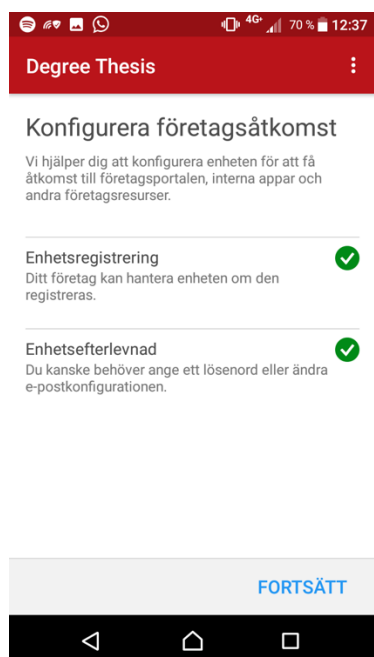 4G+ 70 % 12:37
Degree Thesis
Konfigurera företagsåtkomst
Vi hjälper dig att konfigurera enheten för att få
åtkomst till företagsportalen, interna appar och
andra företagsresurser.
Enhetsregistrering
Ditt företag kan hantera enheten om den
registreras.
Enhetsefterlevnad
Du kanske behöver ange ett lösenord eller ändra
e-postkonfigurationen.
FORTSÄTT